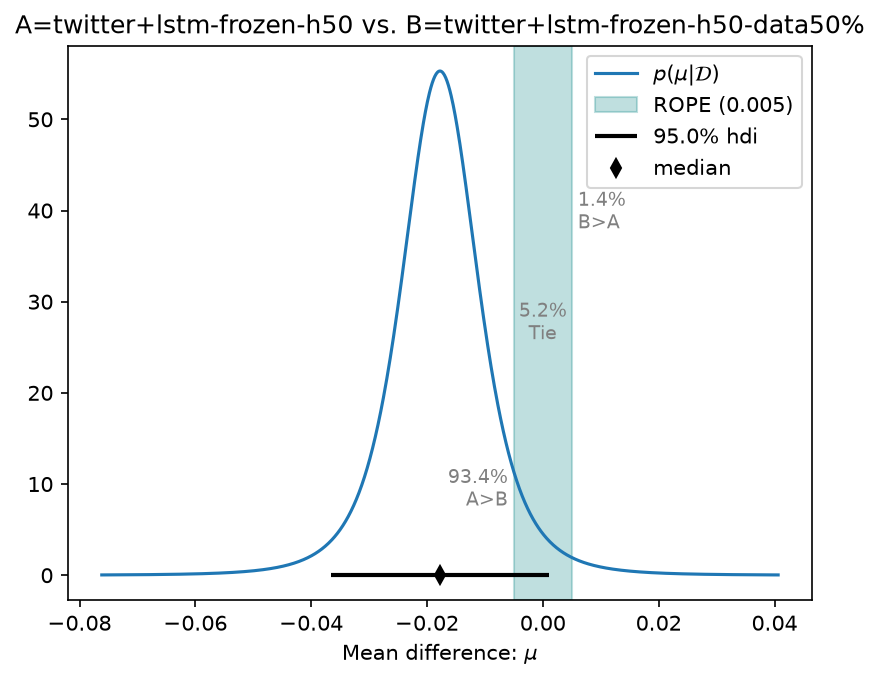 A=twitter+lstm-frozen-h50 vs. B=twitter+lstm-frozen-h50-data50%
p(μ|𝒟)
ROPE (0.005)
95.0% hdi
median
1.4%
B>A
5.2%
Tie
93.4%
A>B
50
40
30
20
10
0
−0.08 −0.06 −0.04 −0.02 0.00 0.02 0.04
Mean difference: μ